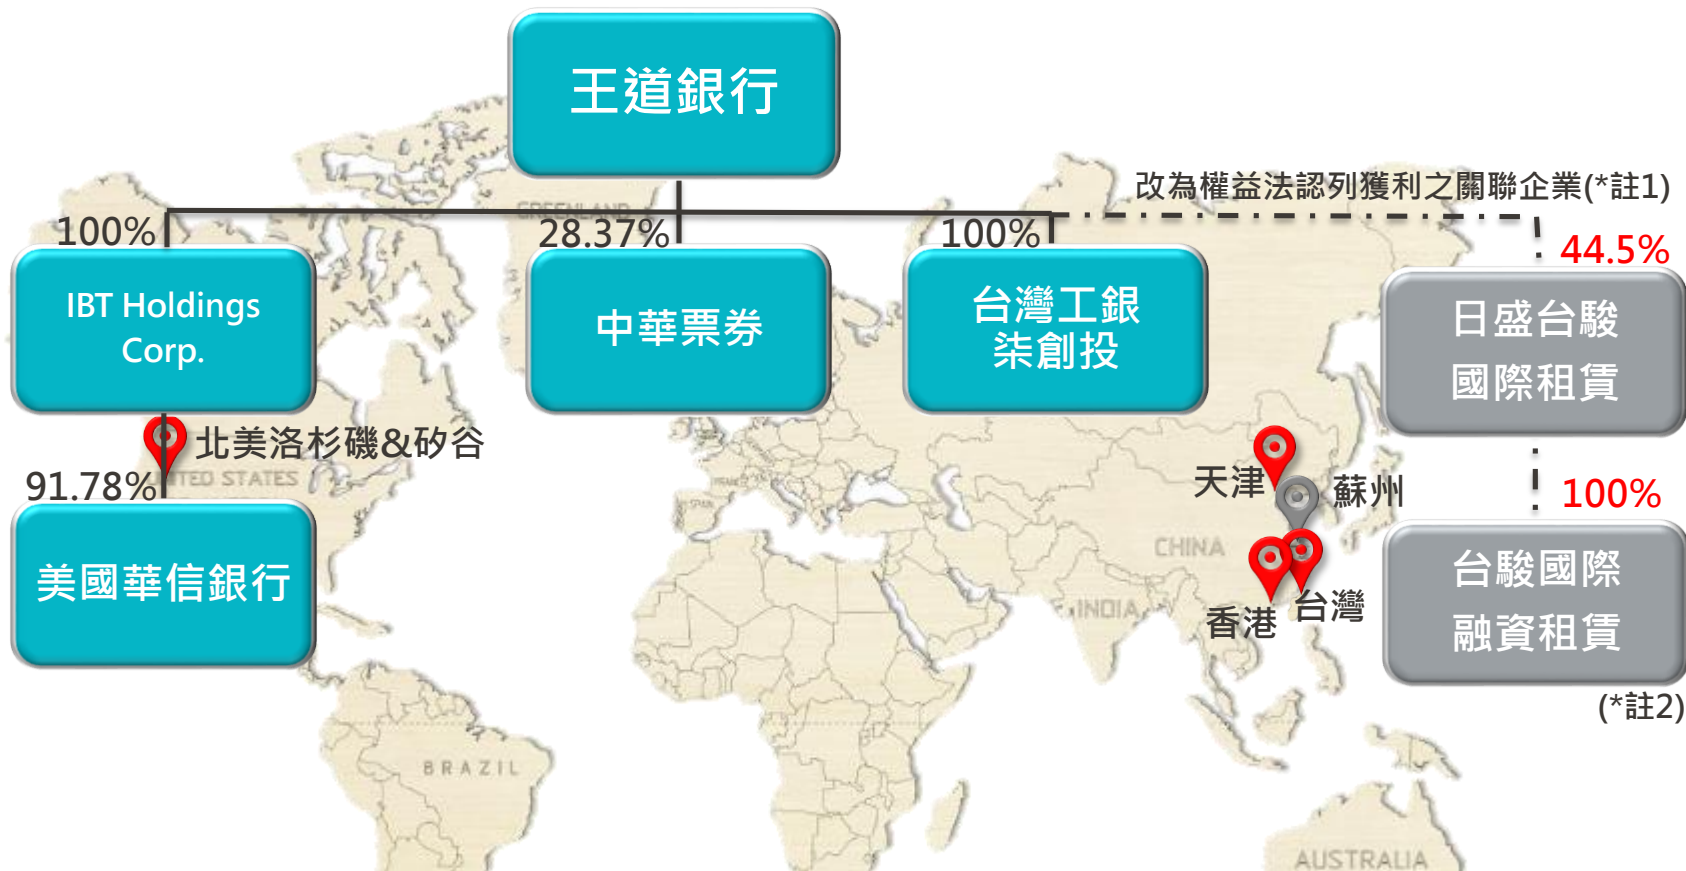 王道銀行
改為權益法認列獲利之關聯企業(*註1)
GREENLAND
100%
28.37%
100%
44.5%
IBT Holdings
Corp.
中華票券
台灣工銀
柒創投
日盛台駿
國際租賃
北美洛杉磯&矽谷
UNITED STATES
91.78%
天津
蘇州
100%
美國華信銀行
CHINA
INDIA
香港
台灣
台駿國際
融資租賃
(*註2)
BRAZIL
AUSTRALIA